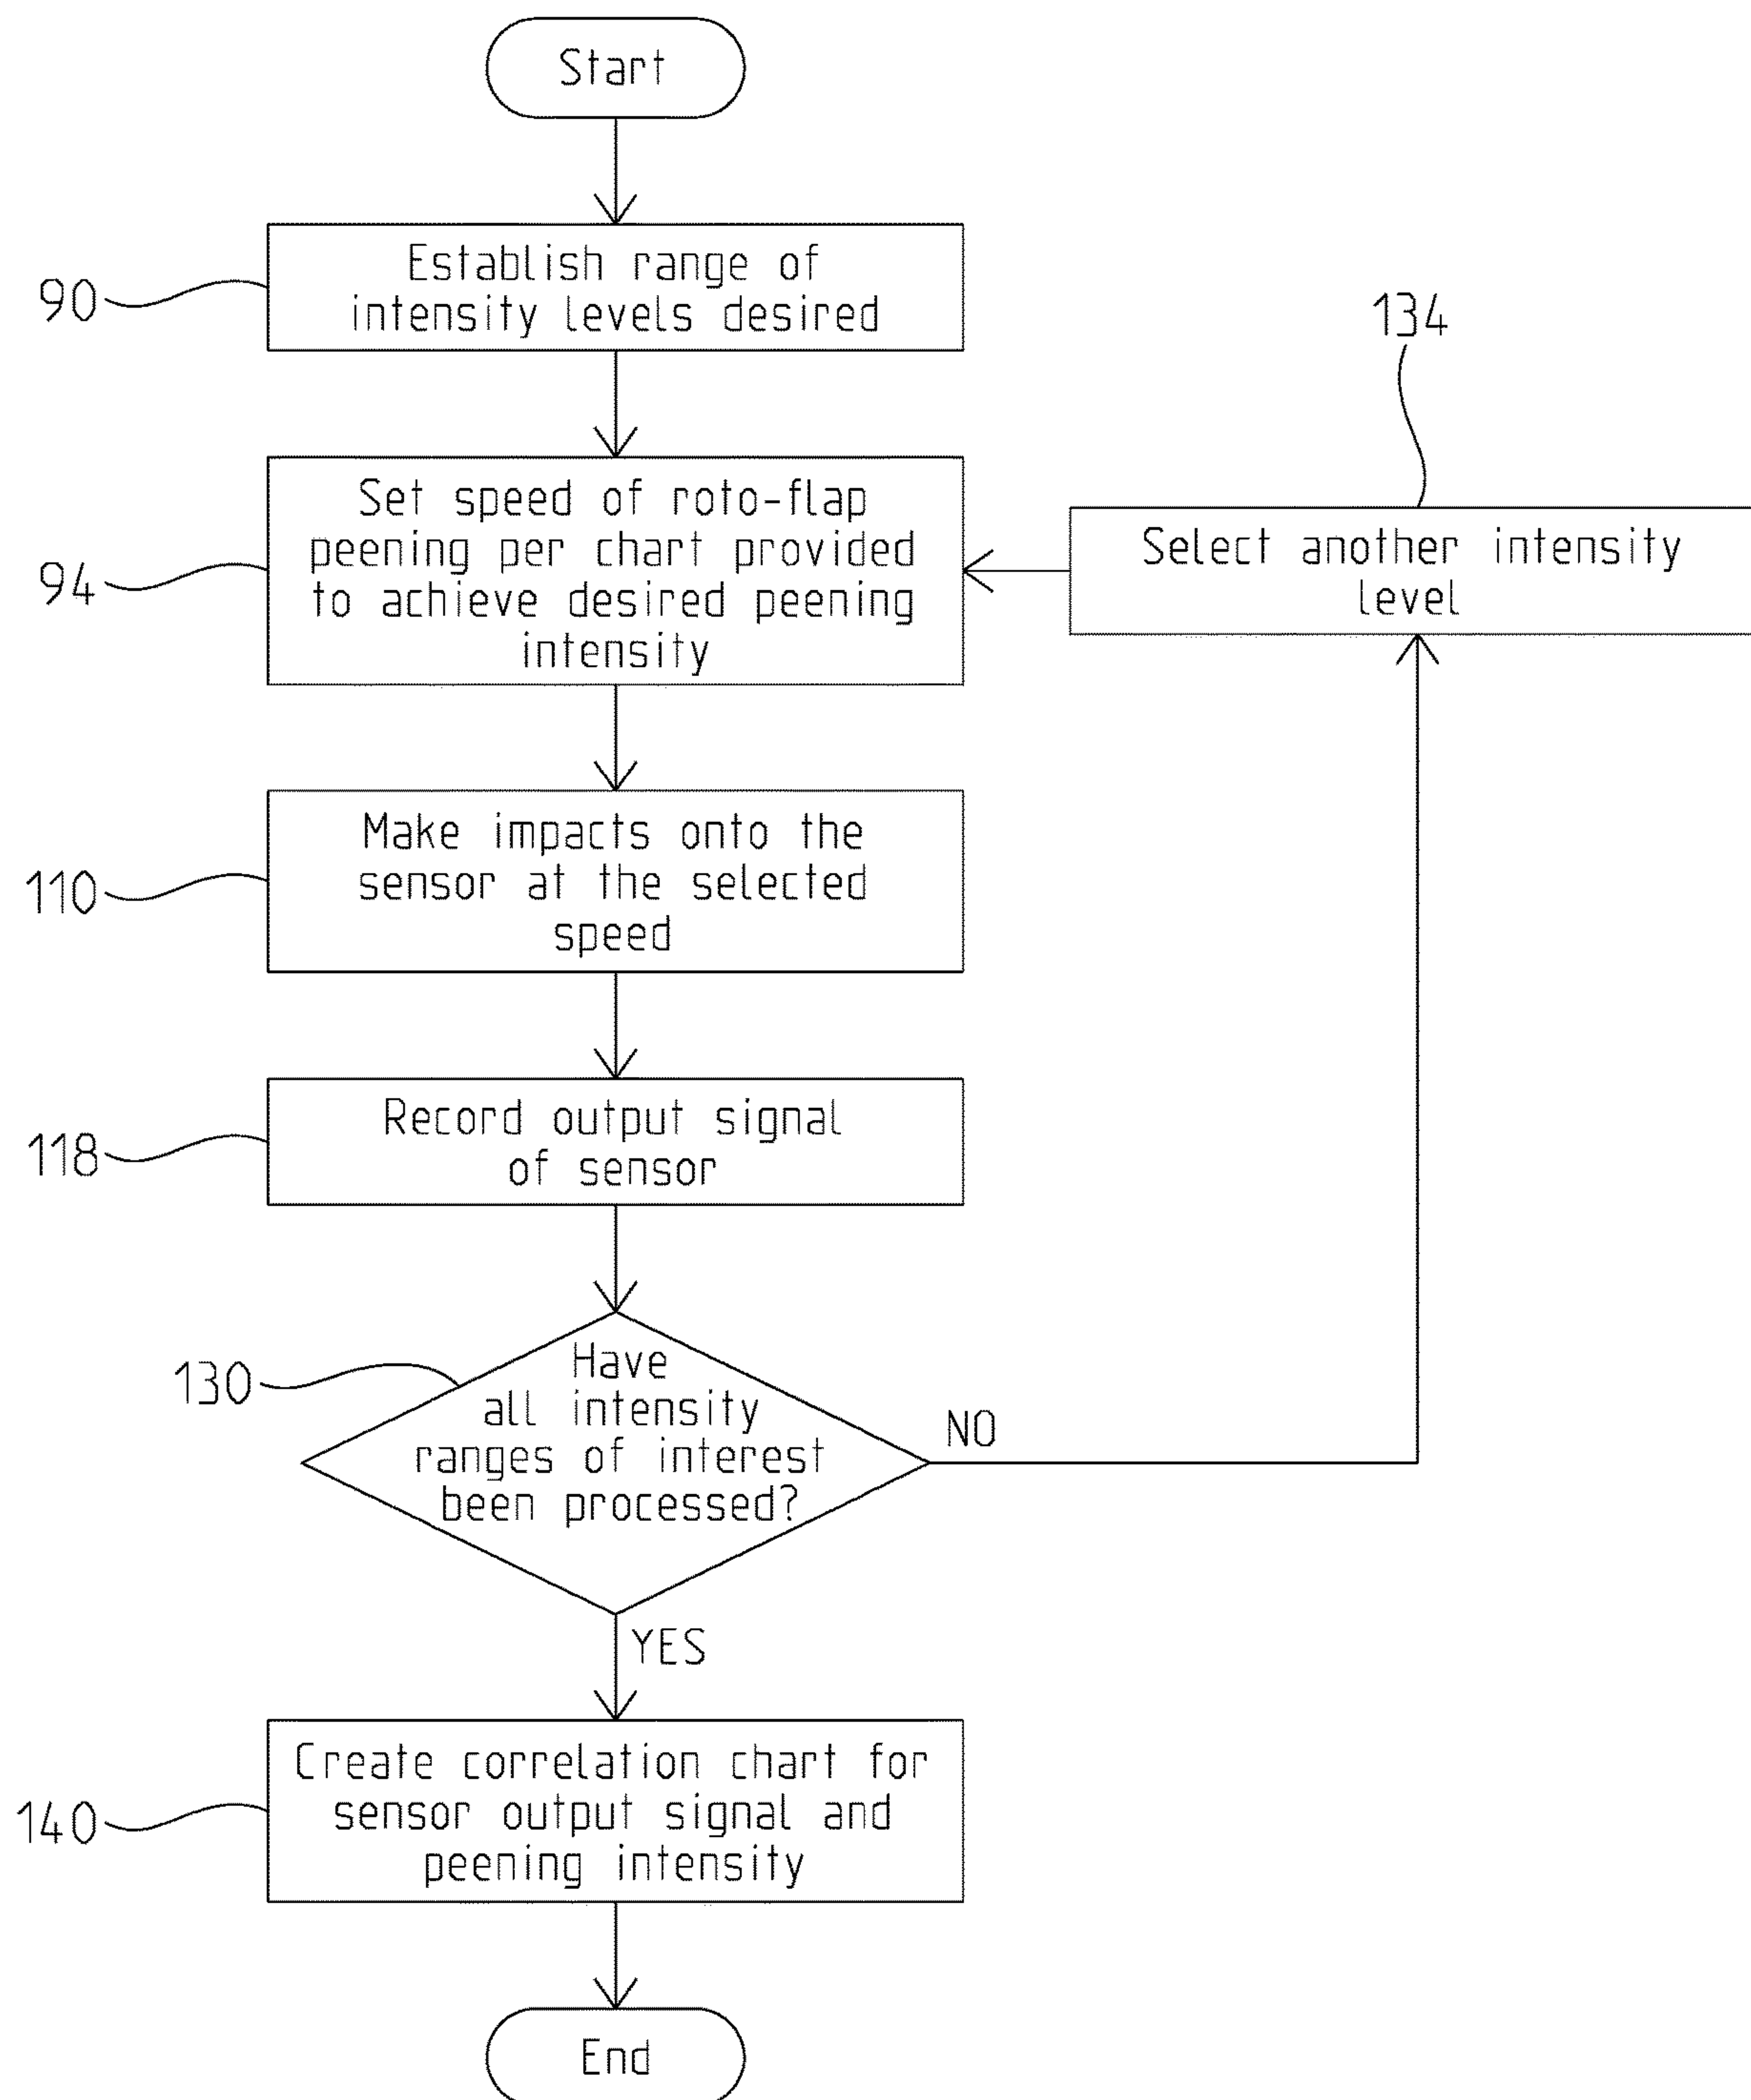 Start
90
Establish range of
intensity levels desired
134
94
Set speed of roto-flap
peening per chart provided
to achieve desired peening
intensity
Select another intensity
level
110
Make impacts onto the
sensor at the selected
speed
118
Record output signal
of sensor
130
Have
all intensity
ranges of interest
been processed?
NO
YES
140
Create correlation chart for
sensor output signal and
peening intensity
End